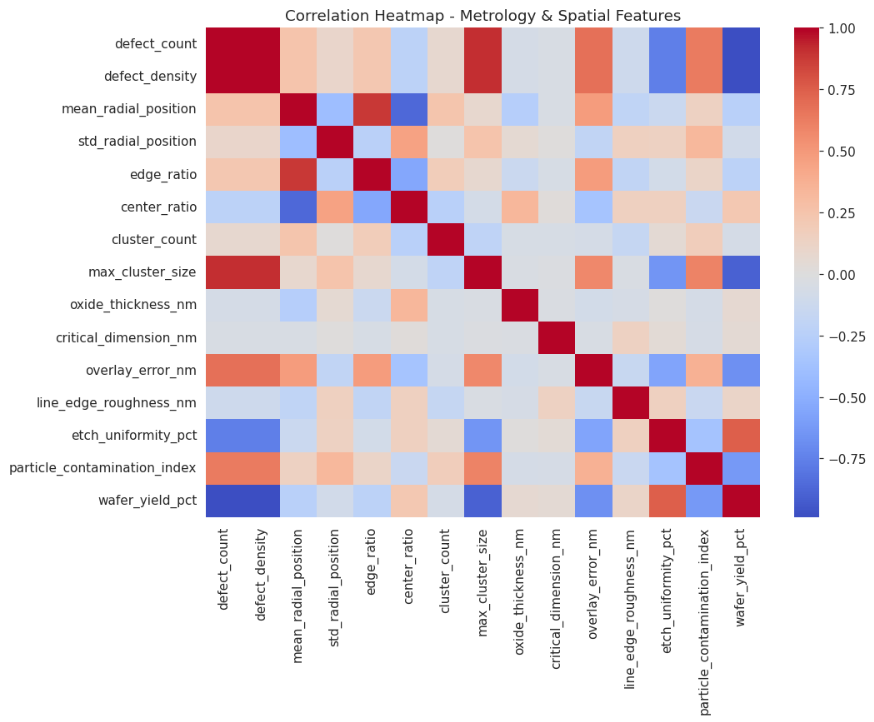 Correlation Heatmap - Metrology & Spatial Features
defect_count
defect_density
mean_radial_position
std_radial_position
edge_ratio
center_ratio
cluster_count
max_cluster_size
oxide_thickness_nm
critical_dimension_nm
overlay_error_nm
line_edge_roughness_nm
etch_uniformity_pct
particle_contamination_index
wafer_yield_pct
defect_count
defect_density
mean_radial_position
std_radial_position
edge_ratio
center_ratio
cluster_count
max_cluster_size
oxide_thickness_nm
critical_dimension_nm
overlay_error_nm
line_edge_roughness_nm
etch_uniformity_pct
particle_contamination_index
wafer_yield_pct
1.00
0.75
0.50
0.25
0.00
−0.25
−0.50
−0.75